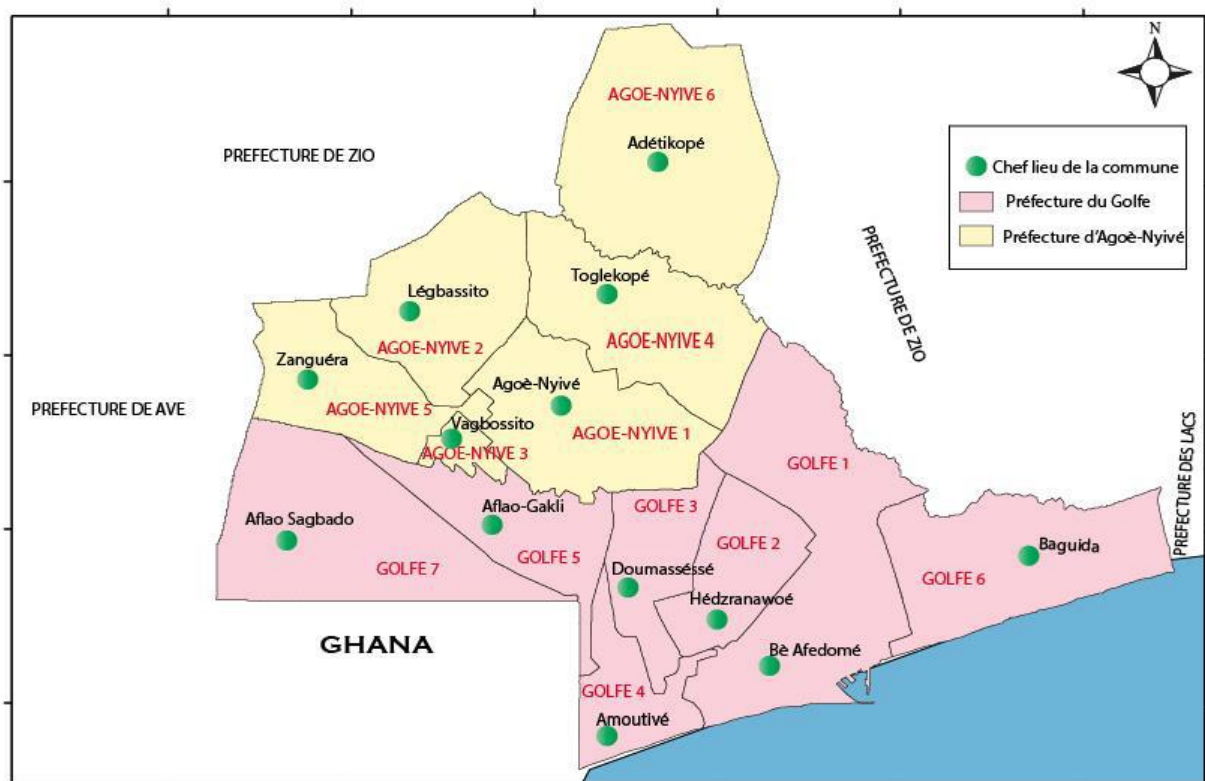 N
AGOE-NYIVE 6
Adétikopé
PREFECTURE DE ZIO
Chef lieu de la commune
Préfecture du Golfe
Préfecture d'Agoè-Nyivé
PREFECTURE DE ZIO
Toglekopé
Légbassito
AGOE-NYIVE 2
AGOE-NYIVE 4
Zanguéra
Agoè-Nyivé
PREFECTURE DE AVE
AGOE-NYIVE 5
Vagbossito
AGOE-NYIVE 1
AGOE-NYIVE 3
GOLFE 1
PREFECTURE DES LACS
Aflao-Gakli
GOLFE 3
Aflao Sagbado
GOLFE 2
Baguida
GOLFE 5
GOLFE 7
Doumasséssé
GOLFE 6
Hédzranawoé
GHANA
Bè Afedomé
GOLFE 4
Amoutivé